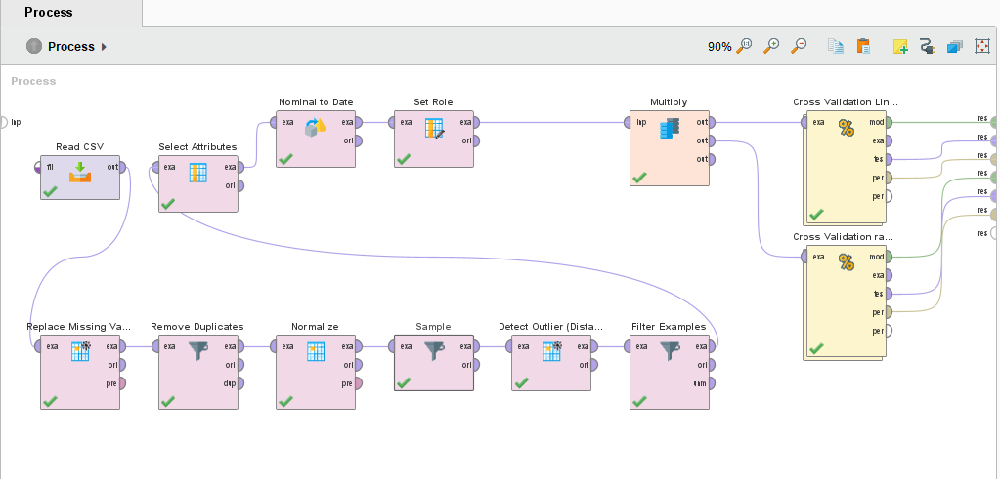 Process
Process
90%
Process
Inp
Nominal to Date
exa exa
ori
Set Role
exa exa
ori
Multiply
inp out
out
out
Cross Validation Lin...
exa mod
exa
tes
per
per
res
res
res
res
res
res
res
Read CSV
fil out
Select Attributes
exa exa
ori
Cross Validation ra...
exa mod
exa
tes
per
per
Replace Missing Va...
exa exa
ori
pre
Remove Duplicates
exa exa
ori
dup
Normalize
exa exa
ori
pre
Sample
exa exa
ori
Detect Outlier (Dista...
exa exa
ori
Filter Examples
exa exa
ori
unm